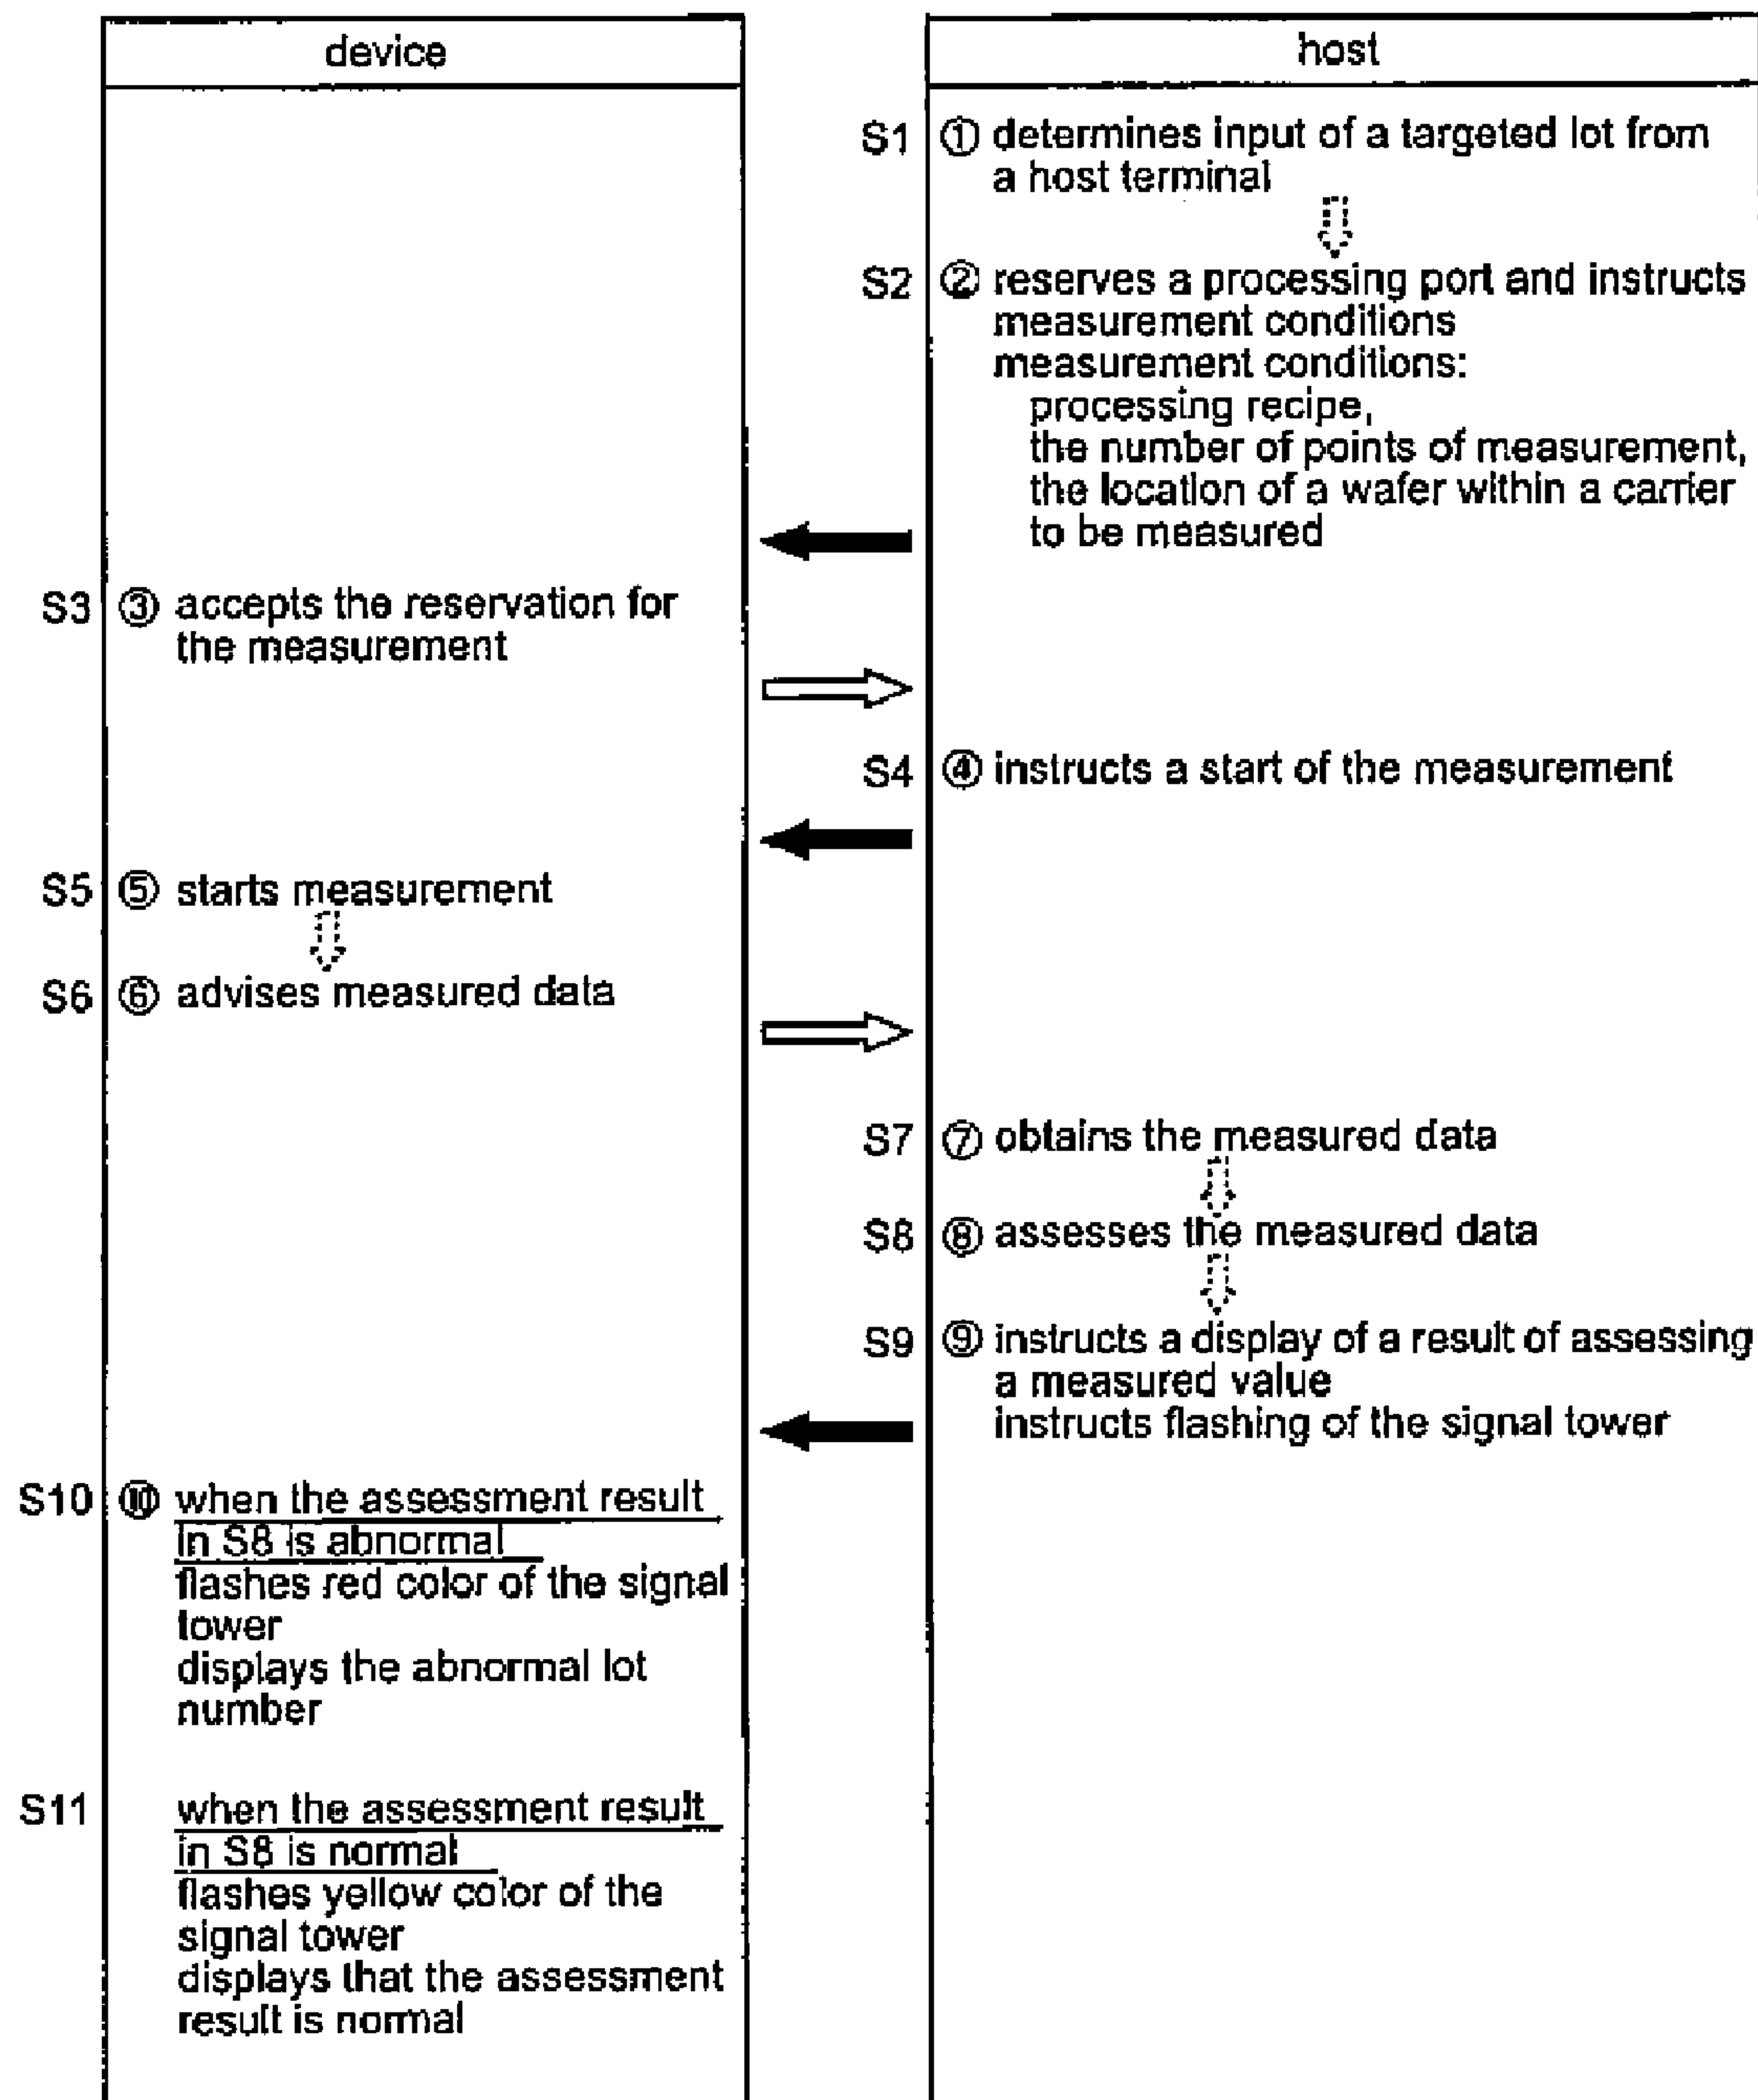 device
host
S1 ① determines input of a targeted lot from
a host terminal
S2 ② reserves a processing port and instructs
measurement conditions
measurement conditions:
processing recipe,
the number of points of measurement,
the location of a wafer within a carrier
to be measured
S3 ③ accepts the reservation for
the measurement
S4 ④ instructs a start of the measurement
S5 ⑤ starts measurement
S6 ⑥ advises measured data
S7 ⑦ obtains the measured data
S8 ⑧ assesses the measured data
S9 ⑨ instructs a display of a result of assessing
a measured value
instructs flashing of the signal tower
S10 ⑩ when the assessment result
in S8 is abnormal
flashes red color of the signal
tower
displays the abnormal lot
number
S11 when the assessment result
in S8 is normal
flashes yellow color of the
signal tower
displays that the assessment
result is normal